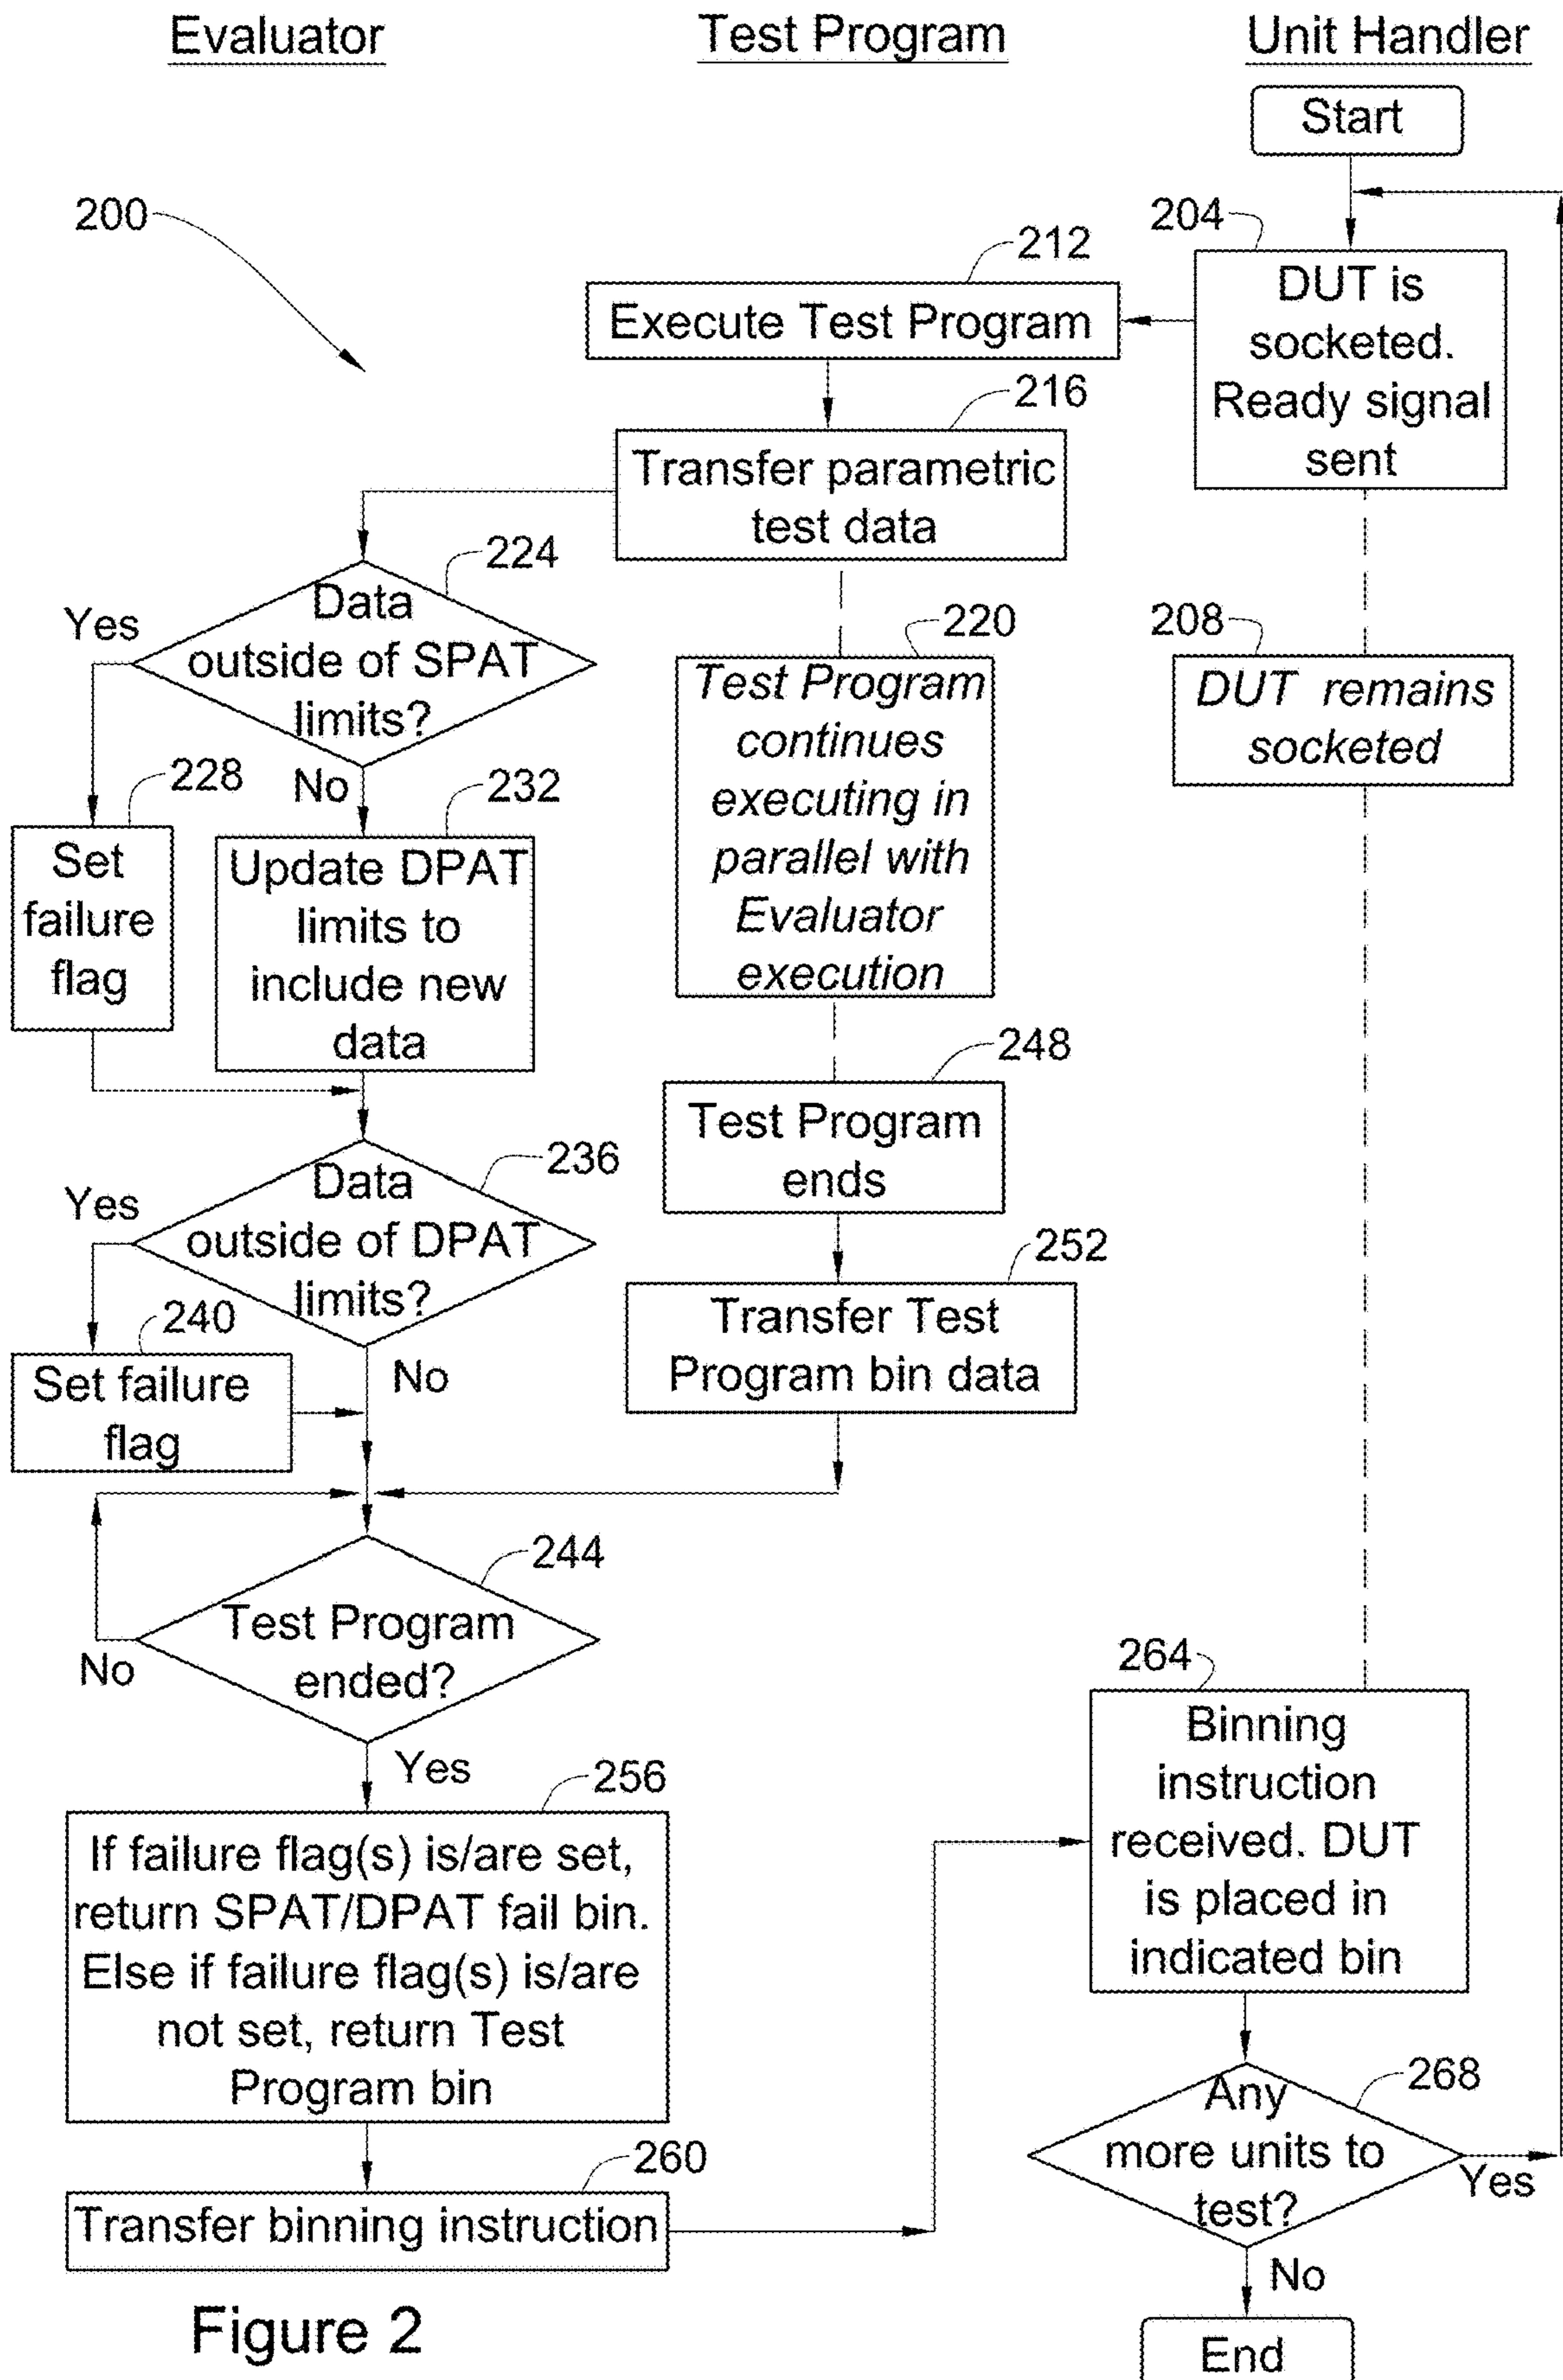 Evaluator
Test Program
Unit Handler
Start
200
204
DUT is
socketed.
Ready signal
sent
212
Execute Test Program
216
Transfer parametric
test data
224
Data
outside of SPAT
limits?
Yes
No
220
Test Program
continues
executing in
parallel with
Evaluator
execution
208
DUT remains
socketed
228
Set
failure
flag
232
Update DPAT
limits to
include new
data
248
Test Program
ends
236
Data
outside of DPAT
limits?
Yes
No
252
Transfer Test
Program bin data
240
Set failure
flag
244
Test Program
ended?
No
Yes
256
If failure flag(s) is/are set,
return SPAT/DPAT fail bin.
Else if failure flag(s) is/are
not set, return Test
Program bin
264
Binning
instruction
received. DUT
is placed in
indicated bin
260
Transfer binning instruction
268
Any
more units to
test?
Yes
No
End
Figure 2